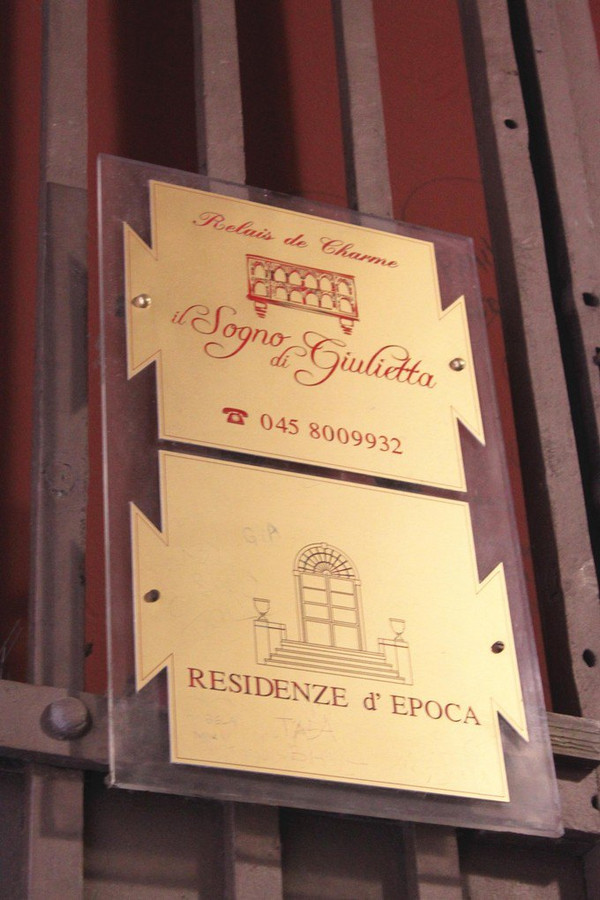 Relais de Charme
il Sogno
di Giulietta
☎ 045 8009932
RESIDENZE d' EPOCA